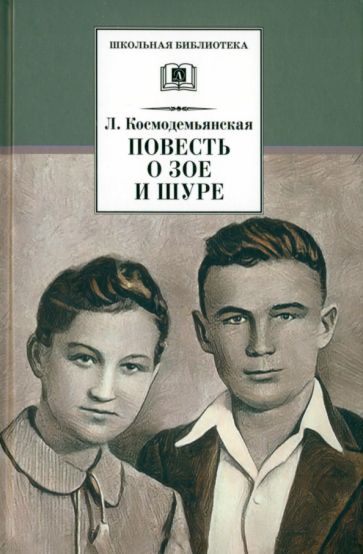 ШКОЛЬНАЯ БИБЛИОТЕКА
Л. Космодемьянская
ПОВЕСТЬ
О ЗОЕ
И ШУРЕ